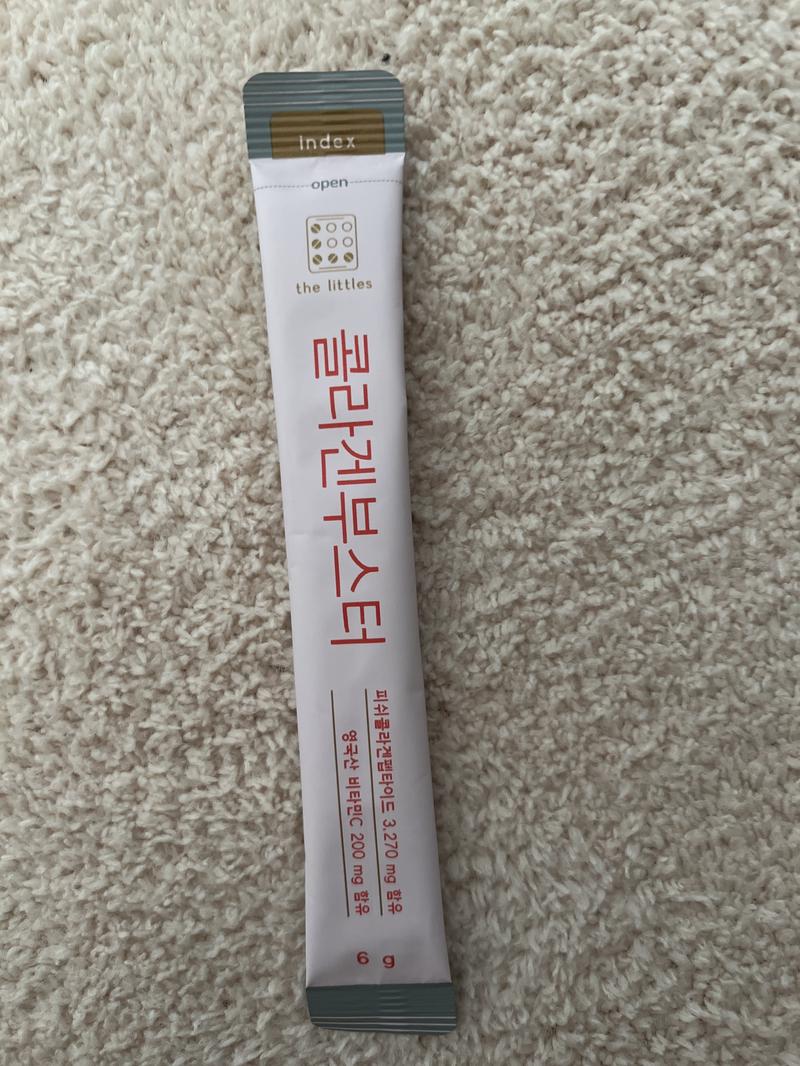 index
open
the littles
콜라겐부스터
피쉬콜라겐펩타이드 3,270 mg 함유
영국산 비타민C 200 mg 함유
6 g